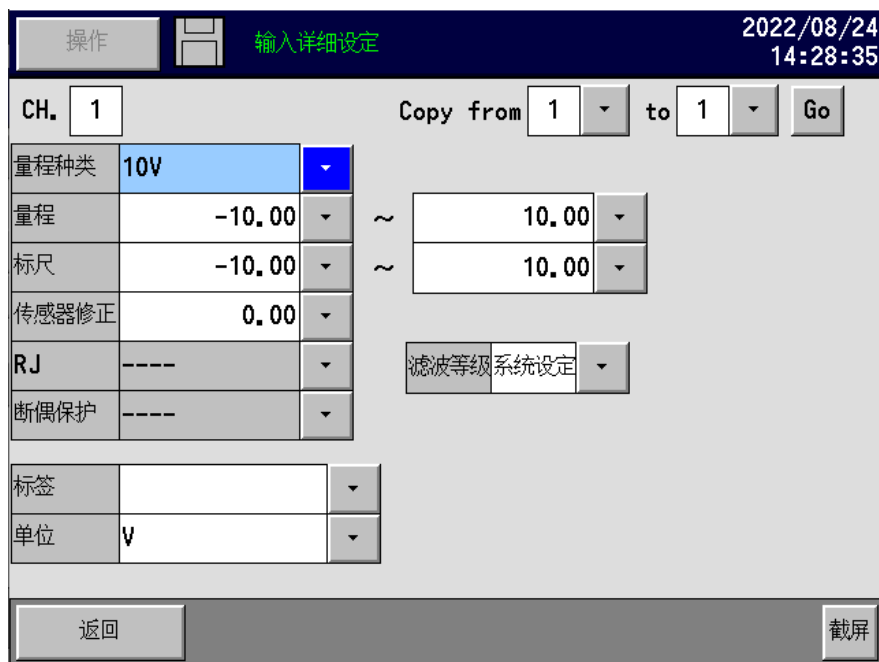 操作 输入详细设定 2022/08/24
14:28:35
CH. 1 Copy from 1 to 1 Go
量程种类 10V
量程 -10.00 ~ 10.00
标尺 -10.00 ~ 10.00
传感器修正 0.00
RJ ---- 滤波等级 系统设定
断偶保护 ----
标签
单位 V
返回 截屏